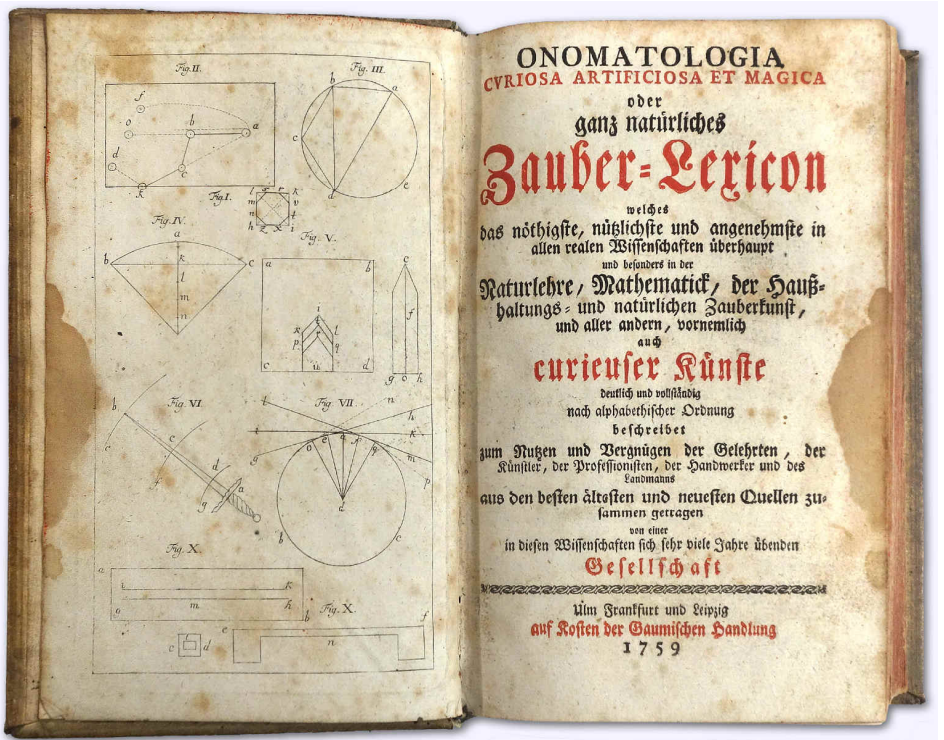 Fig. II.
Fig. III.
f
o
b
a
d
c
k
b
a
c
d
e
Fig. I.
l
r
k
m
v
n
t
h
x
i
Fig. IV.
a
b
k
c
l
m
n
Fig. V.
a
b
e
i
k
l
f
p
q
c
d
g
o
h
Fig. VI.
b
c
e
f
d
a
g
Fig. VII.
l
n
h
i
k
g
o
e
a
f
q
m
p
d
b
c
Fig. X.
a
i
k
m
h
o
b
Fig. X.
c
d
e
f
n
ONOMATOLOGIA
CVRIOSA ARTIFICIOSA ET MAGICA
oder
ganz natürliches
Zauber-Lexicon
welches
das nöthigste, nützlichste und angenehmste in
allen realen Wissenschaften überhaupt
und besonders in der
Naturlehre, Mathematick, der Hauß-
haltungs- und natürlichen Zauberkunst,
und aller andern, vornemlich
auch
curieuser Künste
deutlich und vollständig
nach alphabethischer Ordnung
beschreibet
zum Nutzen und Vergnügen der Gelehrten, der
Künstler, der Professionisten, der Handwerker und des
Landmanns
aus den besten ältesten und neuesten Quellen zu-
sammen getragen
von einer
in diesen Wissenschaften sich sehr viele Jahre übenden
Gesellschaft
Ulm Frankfurt und Leipzig
auf Kosten der Gaumischen Handlung
1759